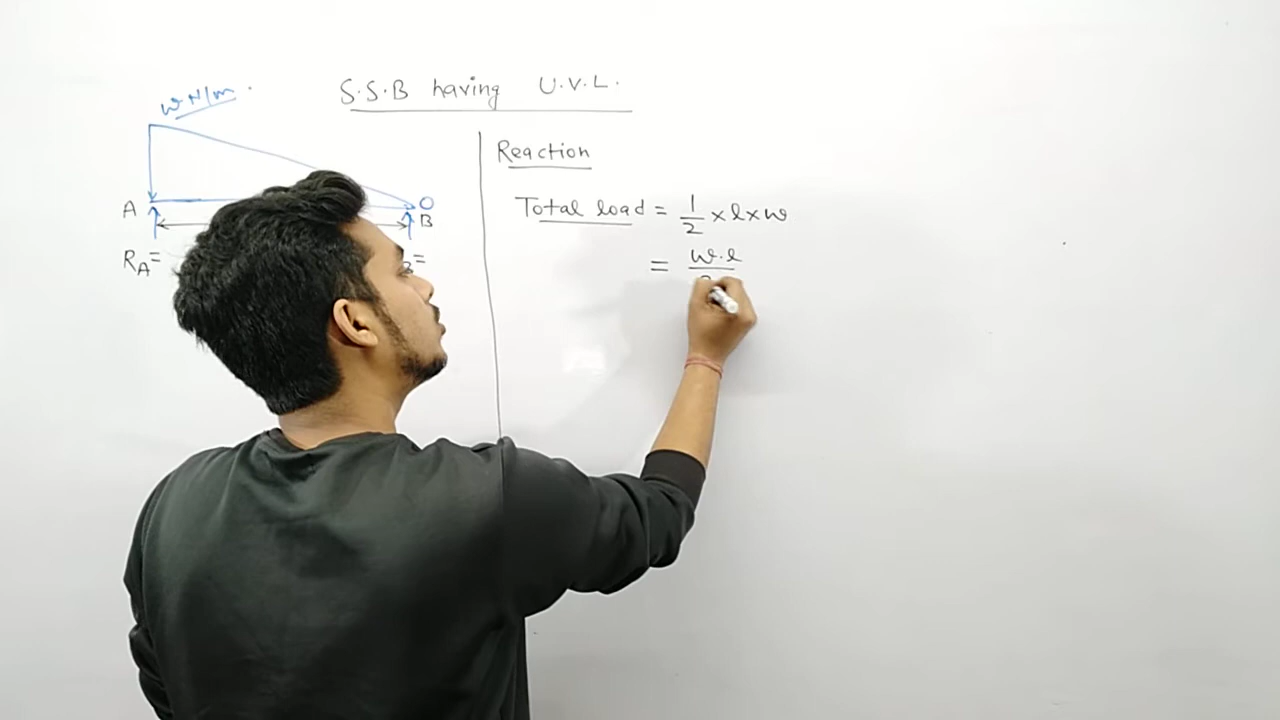 S.S.B having U.V.L.
w N/m
A
O
B
R_A =
=
Reaction
Total load = 1/2 × l × w
= w.l